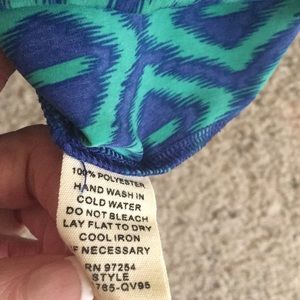 100% POLYESTER
HAND WASH IN
COLD WATER
DO NOT BLEACH
LAY FLAT TO DRY
COOL IRON
IF NECESSARY
RN 97254
STYLE
765-QV95